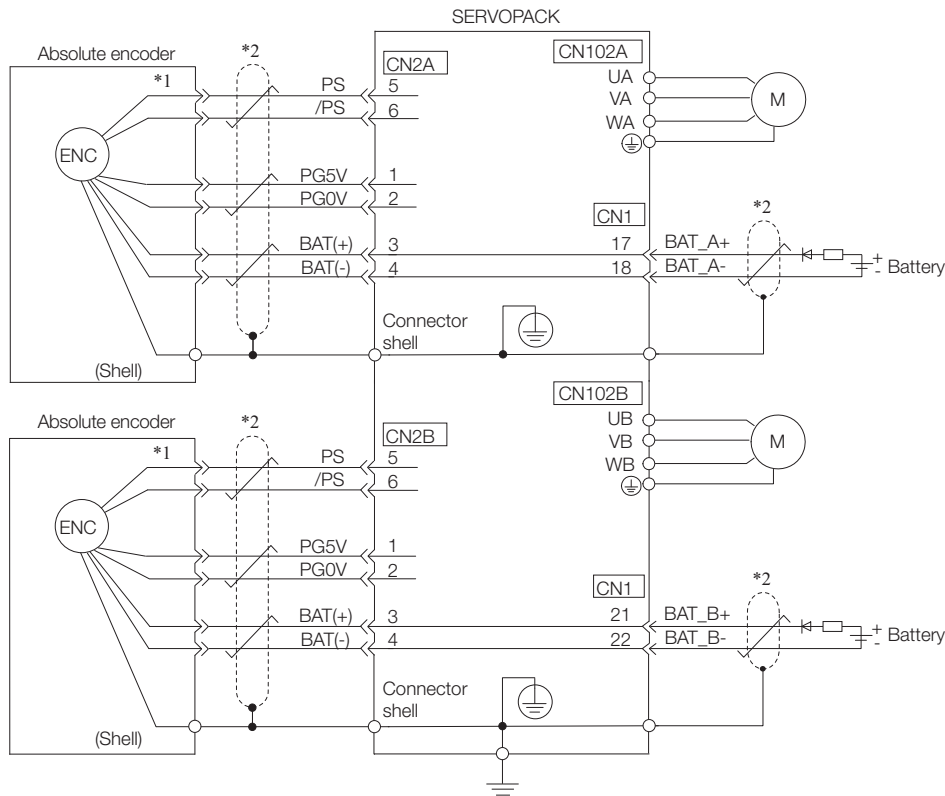 SERVOPACK
Absolute encoder
*2
*1
CN2A
CN102A
PS
5
/PS
6
UA
VA
WA
M
ENC
PG5V
1
PG0V
2
CN1
*2
BAT(+)
3
17
BAT_A+
BAT(-)
4
18
BAT_A-
+
-
Battery
Connector
shell
(Shell)
CN102B
Absolute encoder
*2
*1
CN2B
PS
5
/PS
6
UB
VB
WB
M
ENC
PG5V
1
PG0V
2
CN1
*2
BAT(+)
3
21
BAT_B+
BAT(-)
4
22
BAT_B-
+
-
Battery
Connector
shell
(Shell)